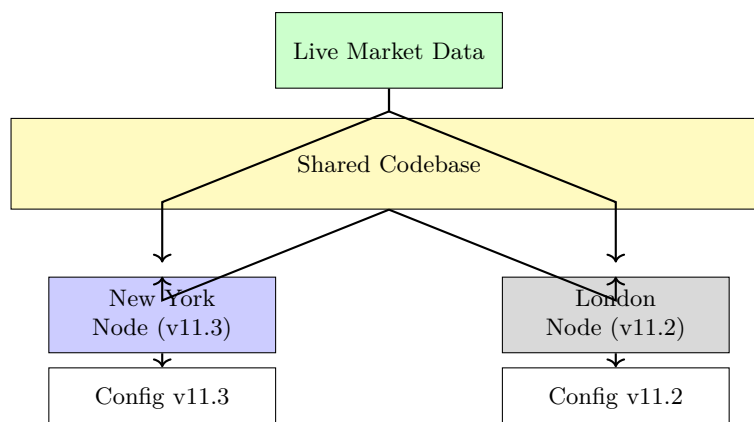 Live Market Data
Shared Codebase
New York
Node (v11.3)
London
Node (v11.2)
Config v11.3
Config v11.2